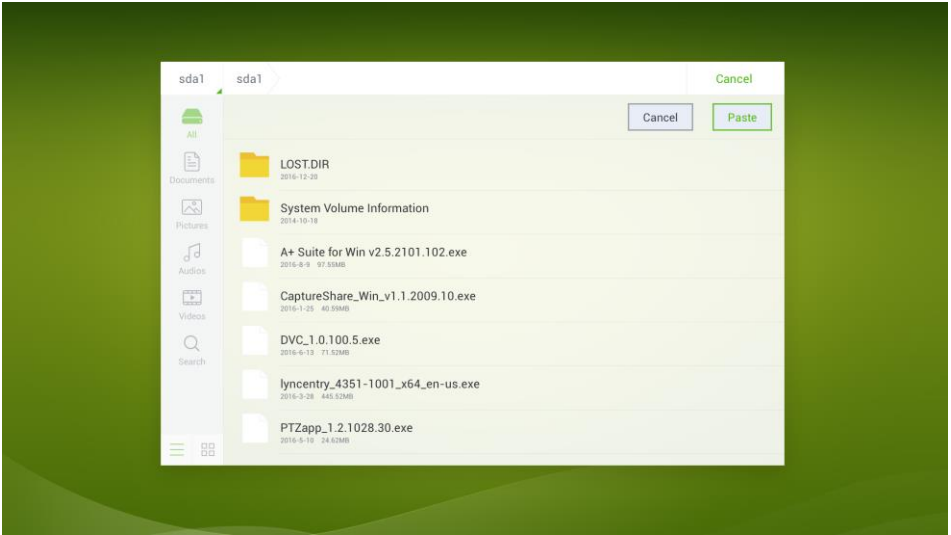 sda1 sda1 Cancel
Cancel Paste
All
Documents
Pictures
Audios
Videos
Search
LOST.DIR
2016-12-20
System Volume Information
2014-10-18
A+ Suite for Win v2.5.2101.102.exe
2016-8-9 97.55MB
CaptureShare_Win_v1.1.2009.10.exe
2016-1-25 40.59MB
DVC_1.0.100.5.exe
2016-6-13 71.52MB
lyncentry_4351-1001_x64_en-us.exe
2016-3-28 445.52MB
PTZapp_1.2.1028.30.exe
2016-5-10 24.62MB